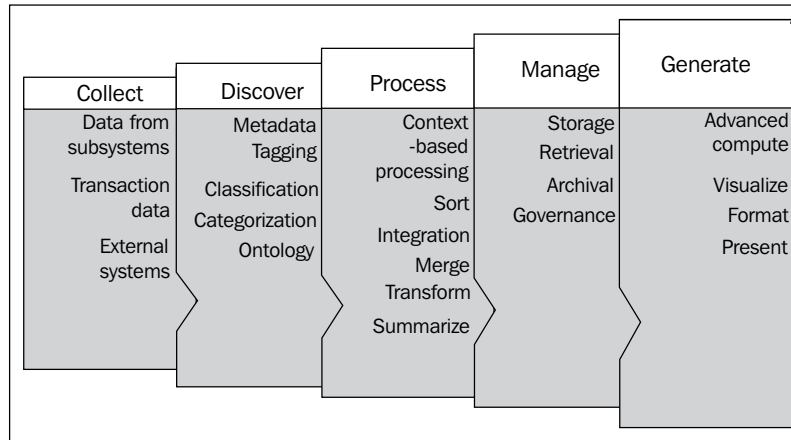 Collect
Data from
subsystems
Transaction
data
External
systems
Discover
Metadata
Tagging
Classification
Categorization
Ontology
Process
Context
-based
processing
Sort
Integration
Merge
Transform
Summarize
Manage
Storage
Retrieval
Archival
Governance
Generate
Advanced
compute
Visualize
Format
Present